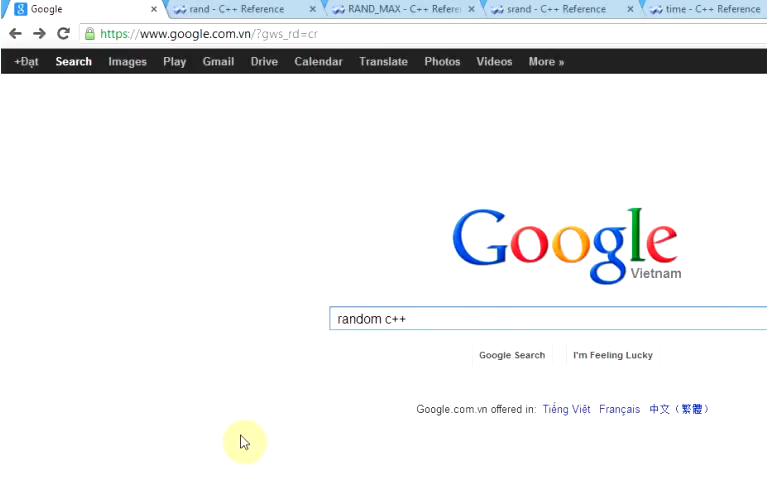 Google rand - C++ Reference RAND_MAX - C++ Refere srand - C++ Reference time - C++ Reference
https://www.google.com.vn/?gws_rd=cr
+Đạt Search Images Play Gmail Drive Calendar Translate Photos Videos More »
Google
Vietnam
random c++
Google Search I'm Feeling Lucky
Google.com.vn offered in: Tiếng Việt Français 中文（繁體）